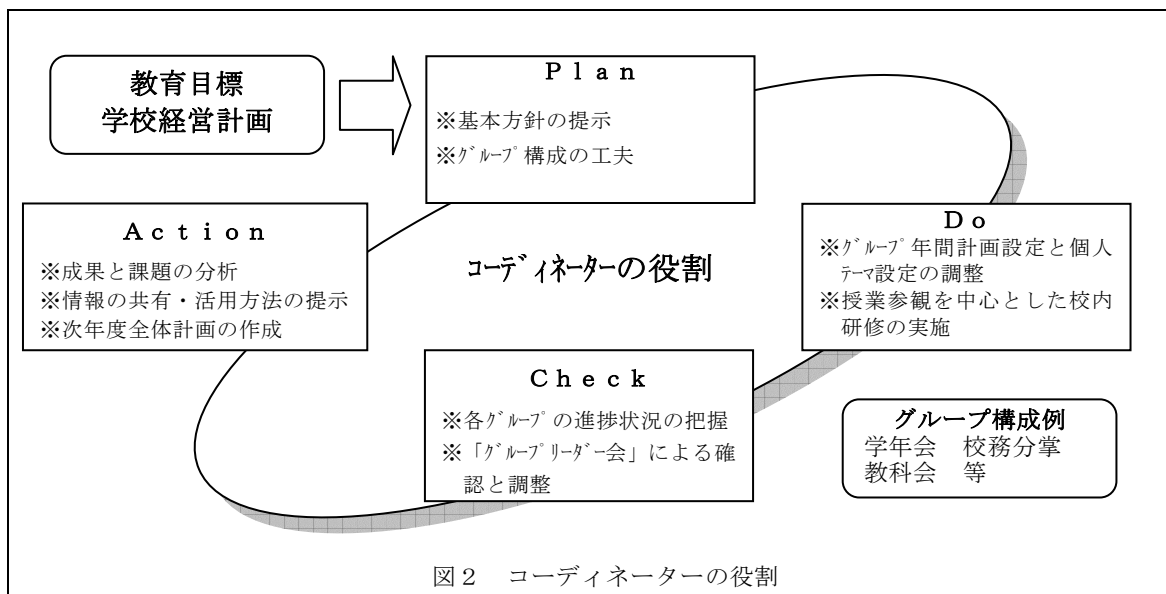 教育目標
学校経営計画
Ｐｌａｎ
※基本方針の提示
※ｸﾞﾙｰﾌﾟ構成の工夫
Ａｃｔｉｏｎ
※成果と課題の分析
※情報の共有・活用方法の提示
※次年度全体計画の作成
ｺｰﾃﾞｨﾈｰﾀｰの役割
Ｄｏ
※ｸﾞﾙｰﾌﾟ年間計画設定と個人
ﾃｰﾏ設定の調整
※授業参観を中心とした校内
研修の実施
Ｃｈｅｃｋ
※各ｸﾞﾙｰﾌﾟの進捗状況の把握
※「ｸﾞﾙｰﾌﾟﾘｰﾀﾞｰ会」による確
認と調整
グループ構成例
学年会　校務分掌
教科会　等
図２　コーディネーターの役割